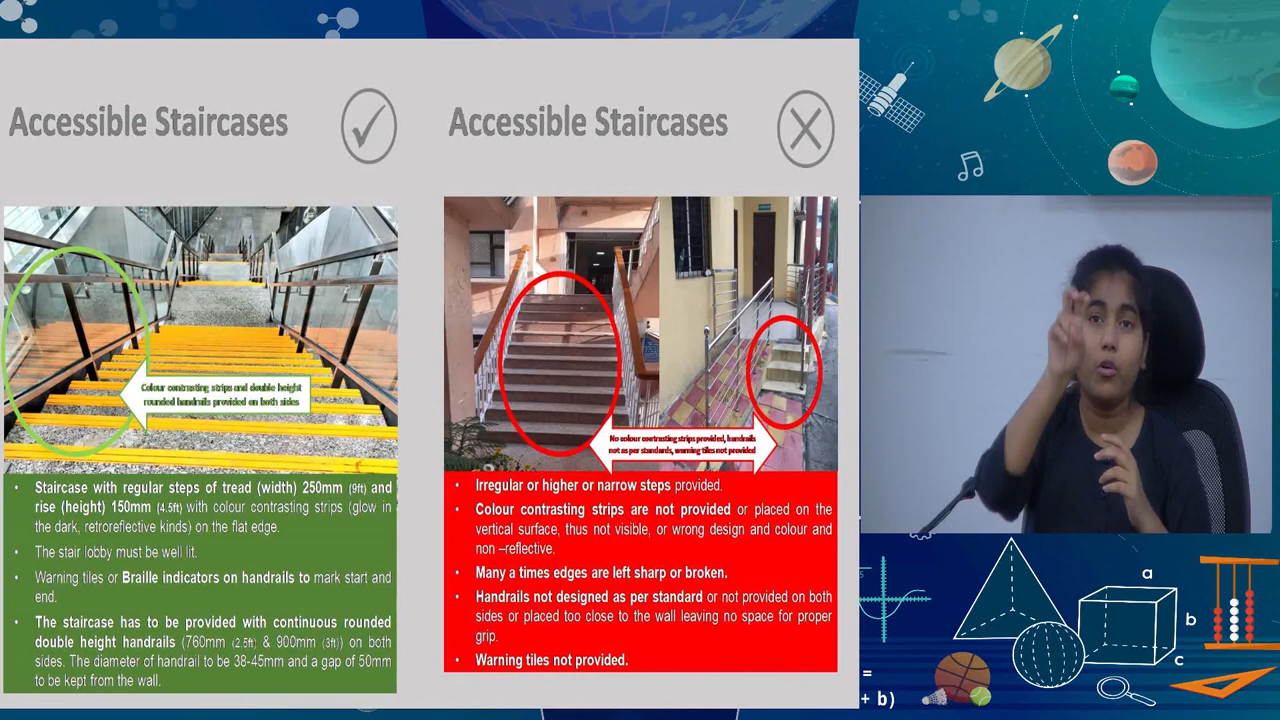 Accessible Staircases
Colour contrasting strips and double height
rounded handrails provided on both sides
• Staircase with regular steps of tread (width) 250mm (9ft) and
rise (height) 150mm (4.5ft) with colour contrasting strips (glow in
the dark, retroreflective kinds) on the flat edge.
• The stair lobby must be well lit.
• Warning tiles or Braille indicators on handrails to mark start and
end.
• The staircase has to be provided with continuous rounded
double height handrails (760mm (2.5ft) & 900mm (3ft)) on both
sides. The diameter of handrail to be 38-45mm and a gap of 50mm
to be kept from the wall.
Accessible Staircases
No colour contrasting strips provided, handrails
not as per standards, warning tiles not provided
• Irregular or higher or narrow steps provided.
• Colour contrasting strips are not provided or placed on the
vertical surface, thus not visible, or wrong design and colour and
non –reflective.
• Many a times edges are left sharp or broken.
• Handrails not designed as per standard or not provided on both
sides or placed too close to the wall leaving no space for proper
grip.
• Warning tiles not provided.
a
b
c
=
+ b)